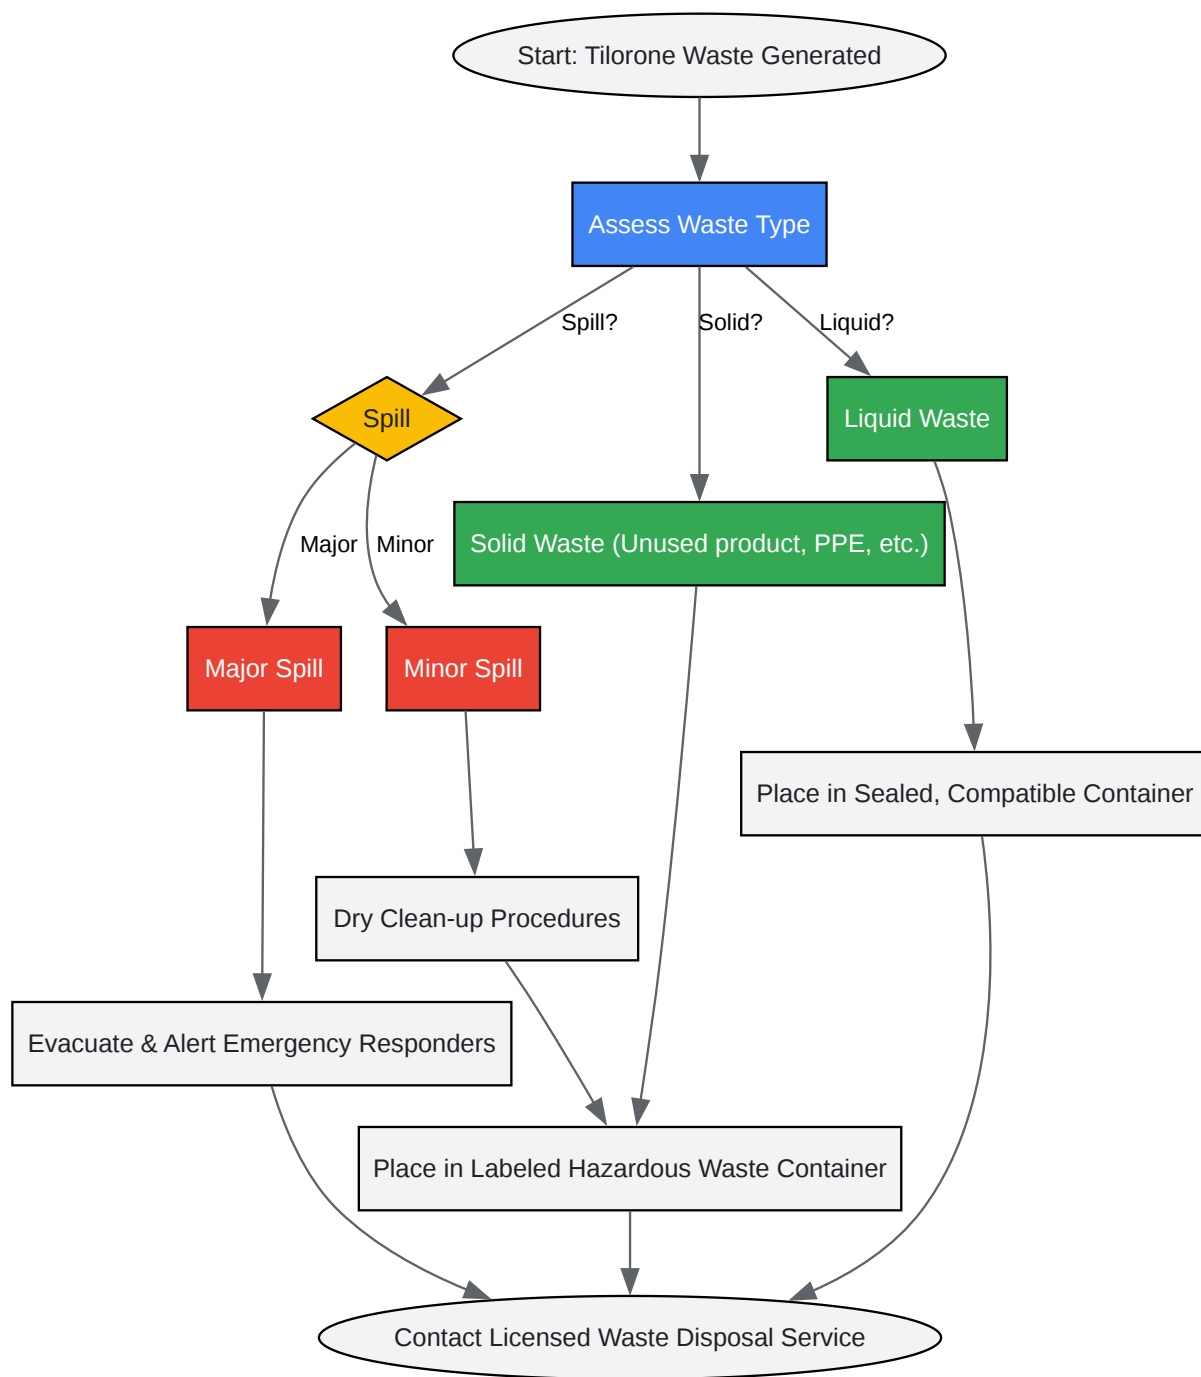 Start: Tilorone Waste Generated
Assess Waste Type
Spill?
Solid?
Liquid?
Spill
Liquid Waste
Major
Minor
Solid Waste (Unused product, PPE, etc.)
Major Spill
Minor Spill
Place in Sealed, Compatible Container
Dry Clean-up Procedures
Evacuate & Alert Emergency Responders
Place in Labeled Hazardous Waste Container
Contact Licensed Waste Disposal Service